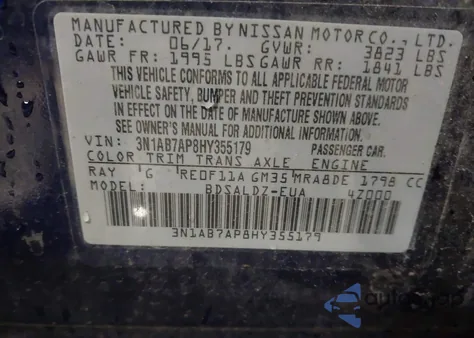 MANUFACTURED BY NISSAN MOTOR CO., LTD.
DATE: 06/17. GVWR: 3823 LBS
GAWR FR: 1995 LBS GAWR RR: 1841 LBS
THIS VEHICLE CONFORMS TO ALL APPLICABLE FEDERAL MOTOR
VEHICLE SAFETY, BUMPER AND THEFT PREVENTION STANDARDS
IN EFFECT ON THE DATE OF MANUFACTURE SHOWN ABOVE.
SEE OWNER'S MANUAL FOR ADDITIONAL INFORMATION.
VIN: 3N1AB7AP8HY355179 PASSENGER CAR.
COLOR TRIM TRANS AXLE ENGINE
RAY G RE0F11A GM35 MRA8DE 1798 CC
MODEL: BDSALDZ-EUA 4Z000
3N1AB7AP8HY355179